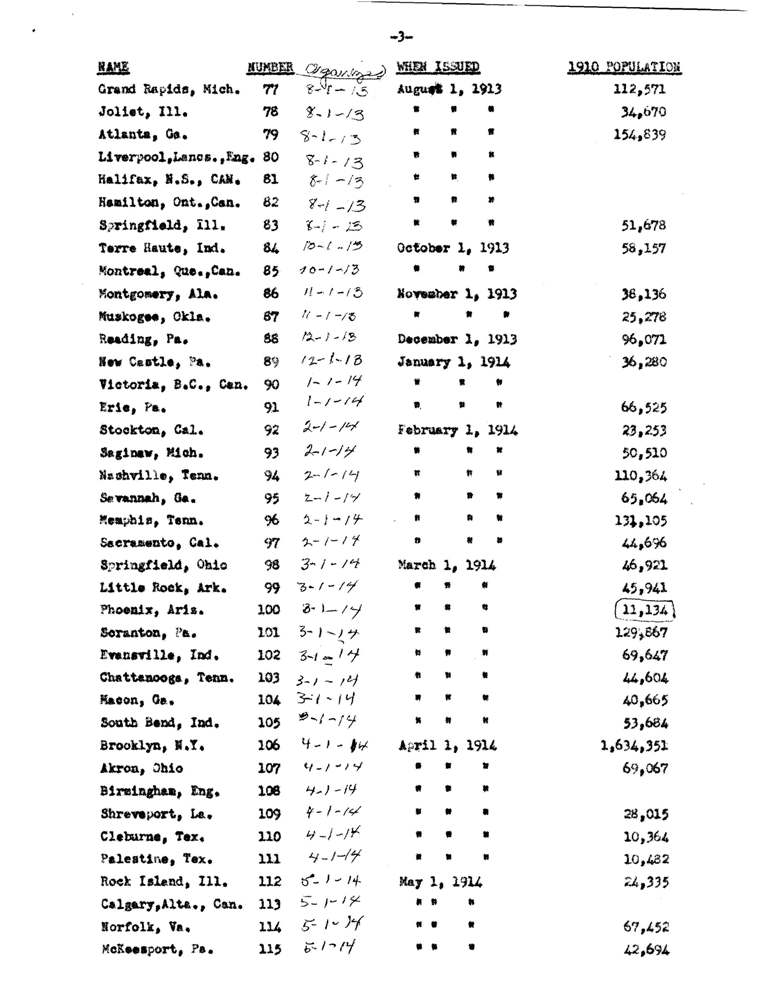 -3-
NAME NUMBER Organized WHEN ISSUED 1910 POPULATION
Grand Rapids, Mich. 77 8-1-13 August 1, 1913 112,571
Joliet, Ill. 78 8-1-13 " " " 34,670
Atlanta, Ga. 79 8-1-13 " " " 154,839
Liverpool,Lancs.,Eng. 80 8-1-13 " " "
Halifax, N.S., CAN. 81 8-1-13 " " "
Hamilton, Ont.,Can. 82 8-1-13 " " "
Springfield, Ill. 83 8-1-13 " " " 51,678
Terre Haute, Ind. 84 10-1-13 October 1, 1913 58,157
Montreal, Que.,Can. 85 10-1-13 " " "
Montgomery, Ala. 86 11-1-13 November 1, 1913 38,136
Muskogee, Okla. 87 11-1-13 " " " 25,278
Reading, Pa. 88 12-1-13 December 1, 1913 96,071
New Castle, Pa. 89 12-1-13 January 1, 1914 36,280
Victoria, B.C., Can. 90 1-1-14 " " "
Erie, Pa. 91 1-1-14 " " " 66,525
Stockton, Cal. 92 2-1-14 February 1, 1914 23,253
Saginaw, Mich. 93 2-1-14 " " " 50,510
Nashville, Tenn. 94 2-1-14 " " " 110,364
Savannah, Ga. 95 2-1-14 " " " 65,064
Memphis, Tenn. 96 2-1-14 " " " 131,105
Sacramento, Cal. 97 2-1-14 " " " 44,696
Springfield, Ohio 98 3-1-14 March 1, 1914 46,921
Little Rock, Ark. 99 3-1-14 " " " 45,941
Phoenix, Aris. 100 3-1-14 " " " 11,134
Scranton, Pa. 101 3-1-14 " " " 129,867
Evansville, Ind. 102 3-1-14 " " " 69,647
Chattanooga, Tenn. 103 3-1-14 " " " 44,604
Macon, Ga. 104 3-1-14 " " " 40,665
South Bend, Ind. 105 3-1-14 " " " 53,684
Brooklyn, N.Y. 106 4-1-14 April 1, 1914 1,634,351
Akron, Ohio 107 4-1-14 " " " 69,067
Birmingham, Eng. 108 4-1-14 " " "
Shreveport, La. 109 4-1-14 " " " 28,015
Cleburne, Tex. 110 4-1-14 " " " 10,364
Palestine, Tex. 111 4-1-14 " " " 10,482
Rock Island, Ill. 112 5-1-14 May 1, 1914 24,335
Calgary,Alta., Can. 113 5-1-14 " " "
Norfolk, Va. 114 5-1-14 " " " 67,452
McKeesport, Pa. 115 5-1-14 " " " 42,694